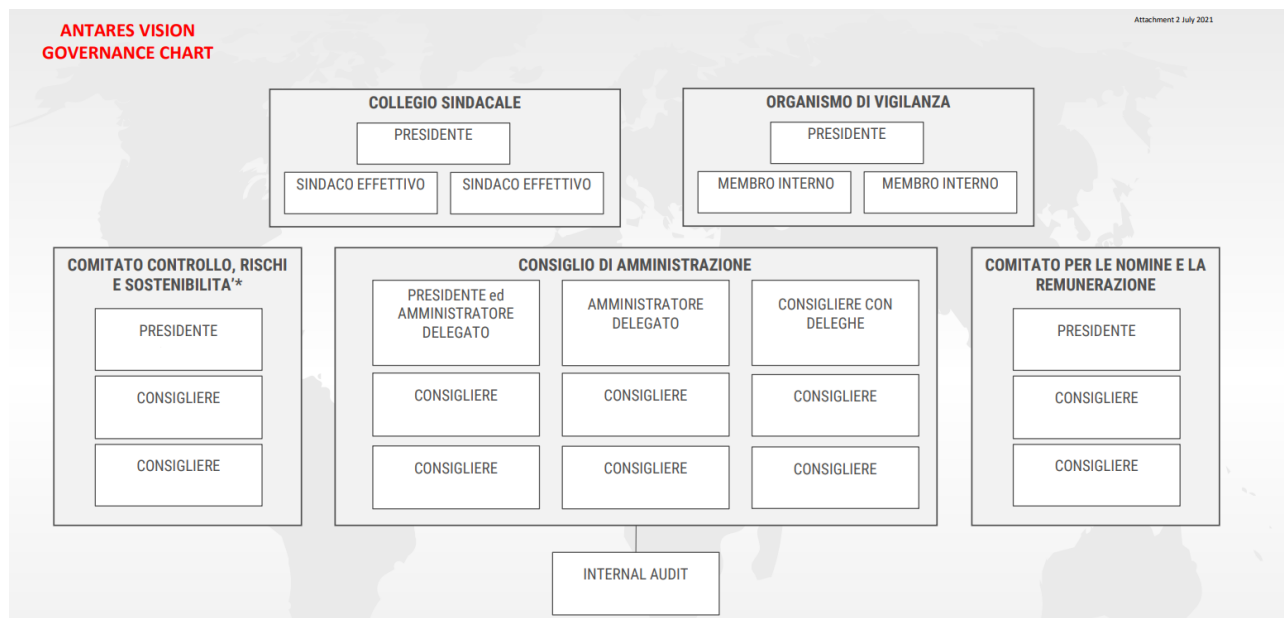 ANTARES VISION
GOVERNANCE CHART
Attachment 2 July 2021
COLLEGIO SINDACALE
PRESIDENTE
SINDACO EFFETTIVO
SINDACO EFFETTIVO
ORGANISMO DI VIGILANZA
PRESIDENTE
MEMBRO INTERNO
MEMBRO INTERNO
COMITATO CONTROLLO, RISCHI
E SOSTENIBILITA'*
PRESIDENTE
CONSIGLIERE
CONSIGLIERE
CONSIGLIO DI AMMINISTRAZIONE
PRESIDENTE ed
AMMINISTRATORE
DELEGATO
AMMINISTRATORE
DELEGATO
CONSIGLIERE CON
DELEGHE
CONSIGLIERE
CONSIGLIERE
CONSIGLIERE
CONSIGLIERE
CONSIGLIERE
CONSIGLIERE
COMITATO PER LE NOMINE E LA
REMUNERAZIONE
PRESIDENTE
CONSIGLIERE
CONSIGLIERE
INTERNAL AUDIT